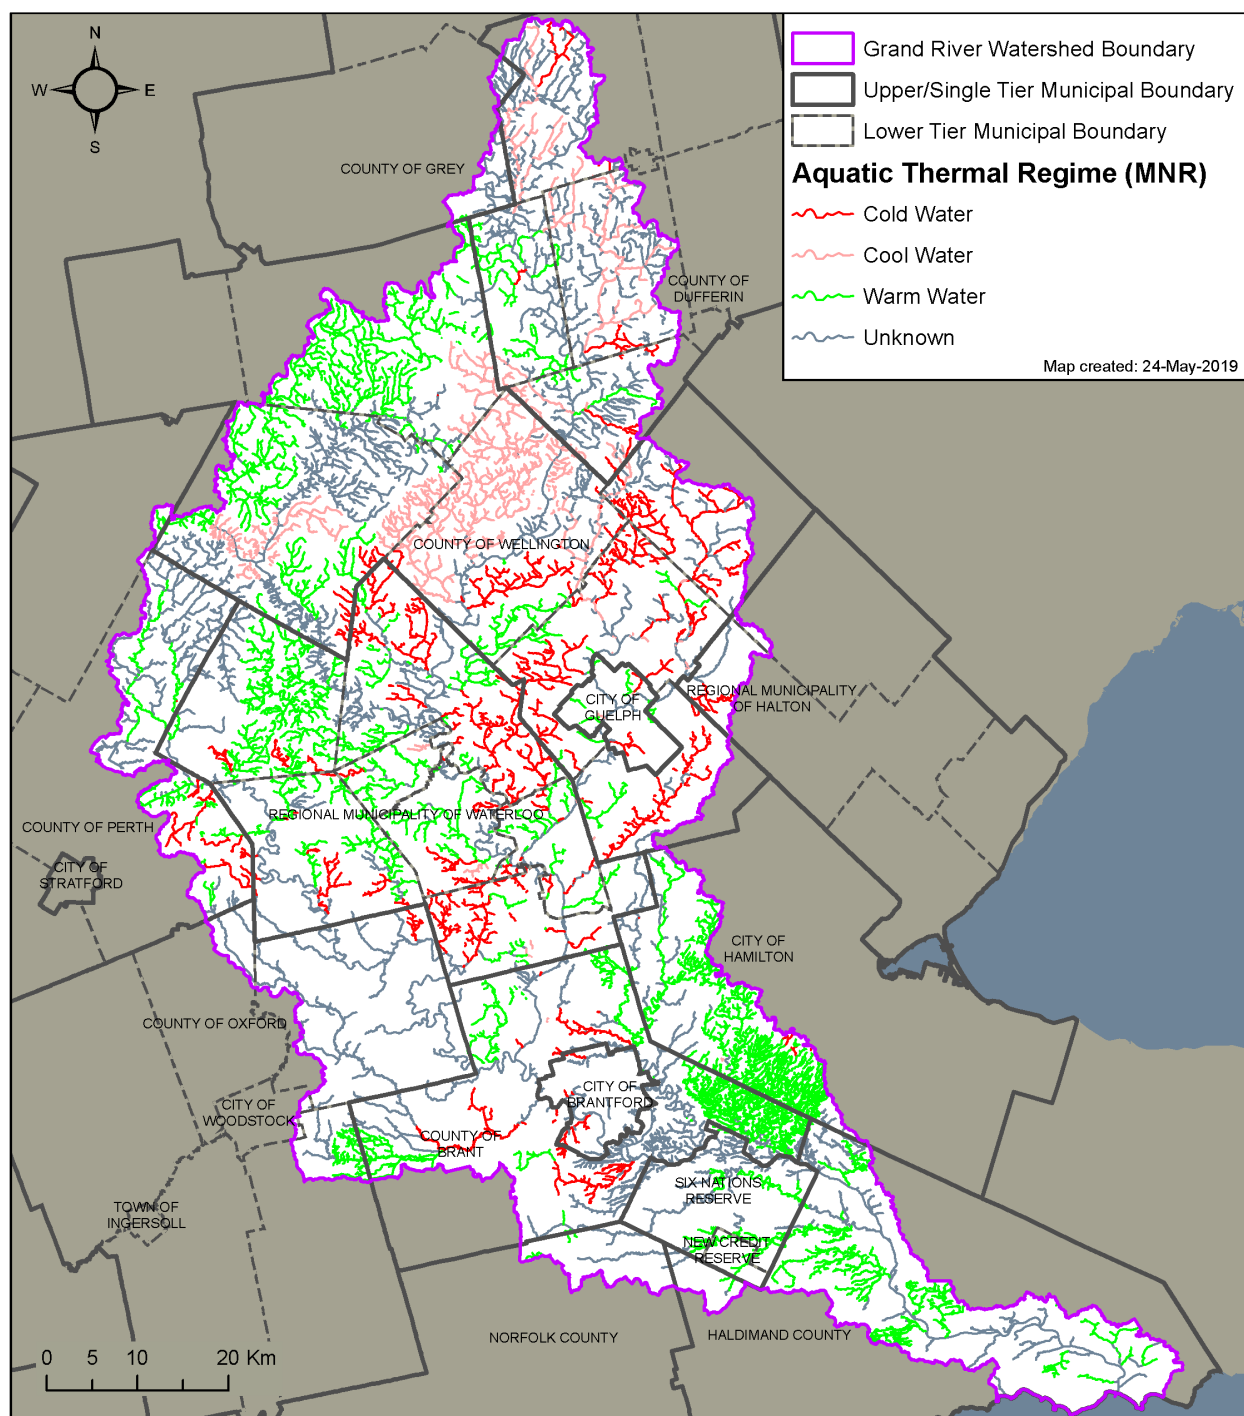 N
W
E
S
Grand River Watershed Boundary
Upper/Single Tier Municipal Boundary
Lower Tier Municipal Boundary
Aquatic Thermal Regime (MNR)
Cold Water
Cool Water
Warm Water
Unknown
Map created: 24-May-2019
COUNTY OF GREY
COUNTY OF
DUFFERIN
COUNTY OF WELLINGTON
CITY OF
GUELPH
REGIONAL MUNICIPALITY
OF HALTON
REGIONAL MUNICIPALITY OF WATERLOO
COUNTY OF PERTH
CITY OF
STRATFORD
CITY OF
HAMILTON
COUNTY OF OXFORD
CITY OF
WOODSTOCK
CITY OF
BRANTFORD
COUNTY OF
BRANT
SIX NATIONS
RESERVE
TOWN OF
INGERSOLL
NEW CREDIT
RESERVE
NORFOLK COUNTY
HALDIMAND COUNTY
0 5 10 20 Km